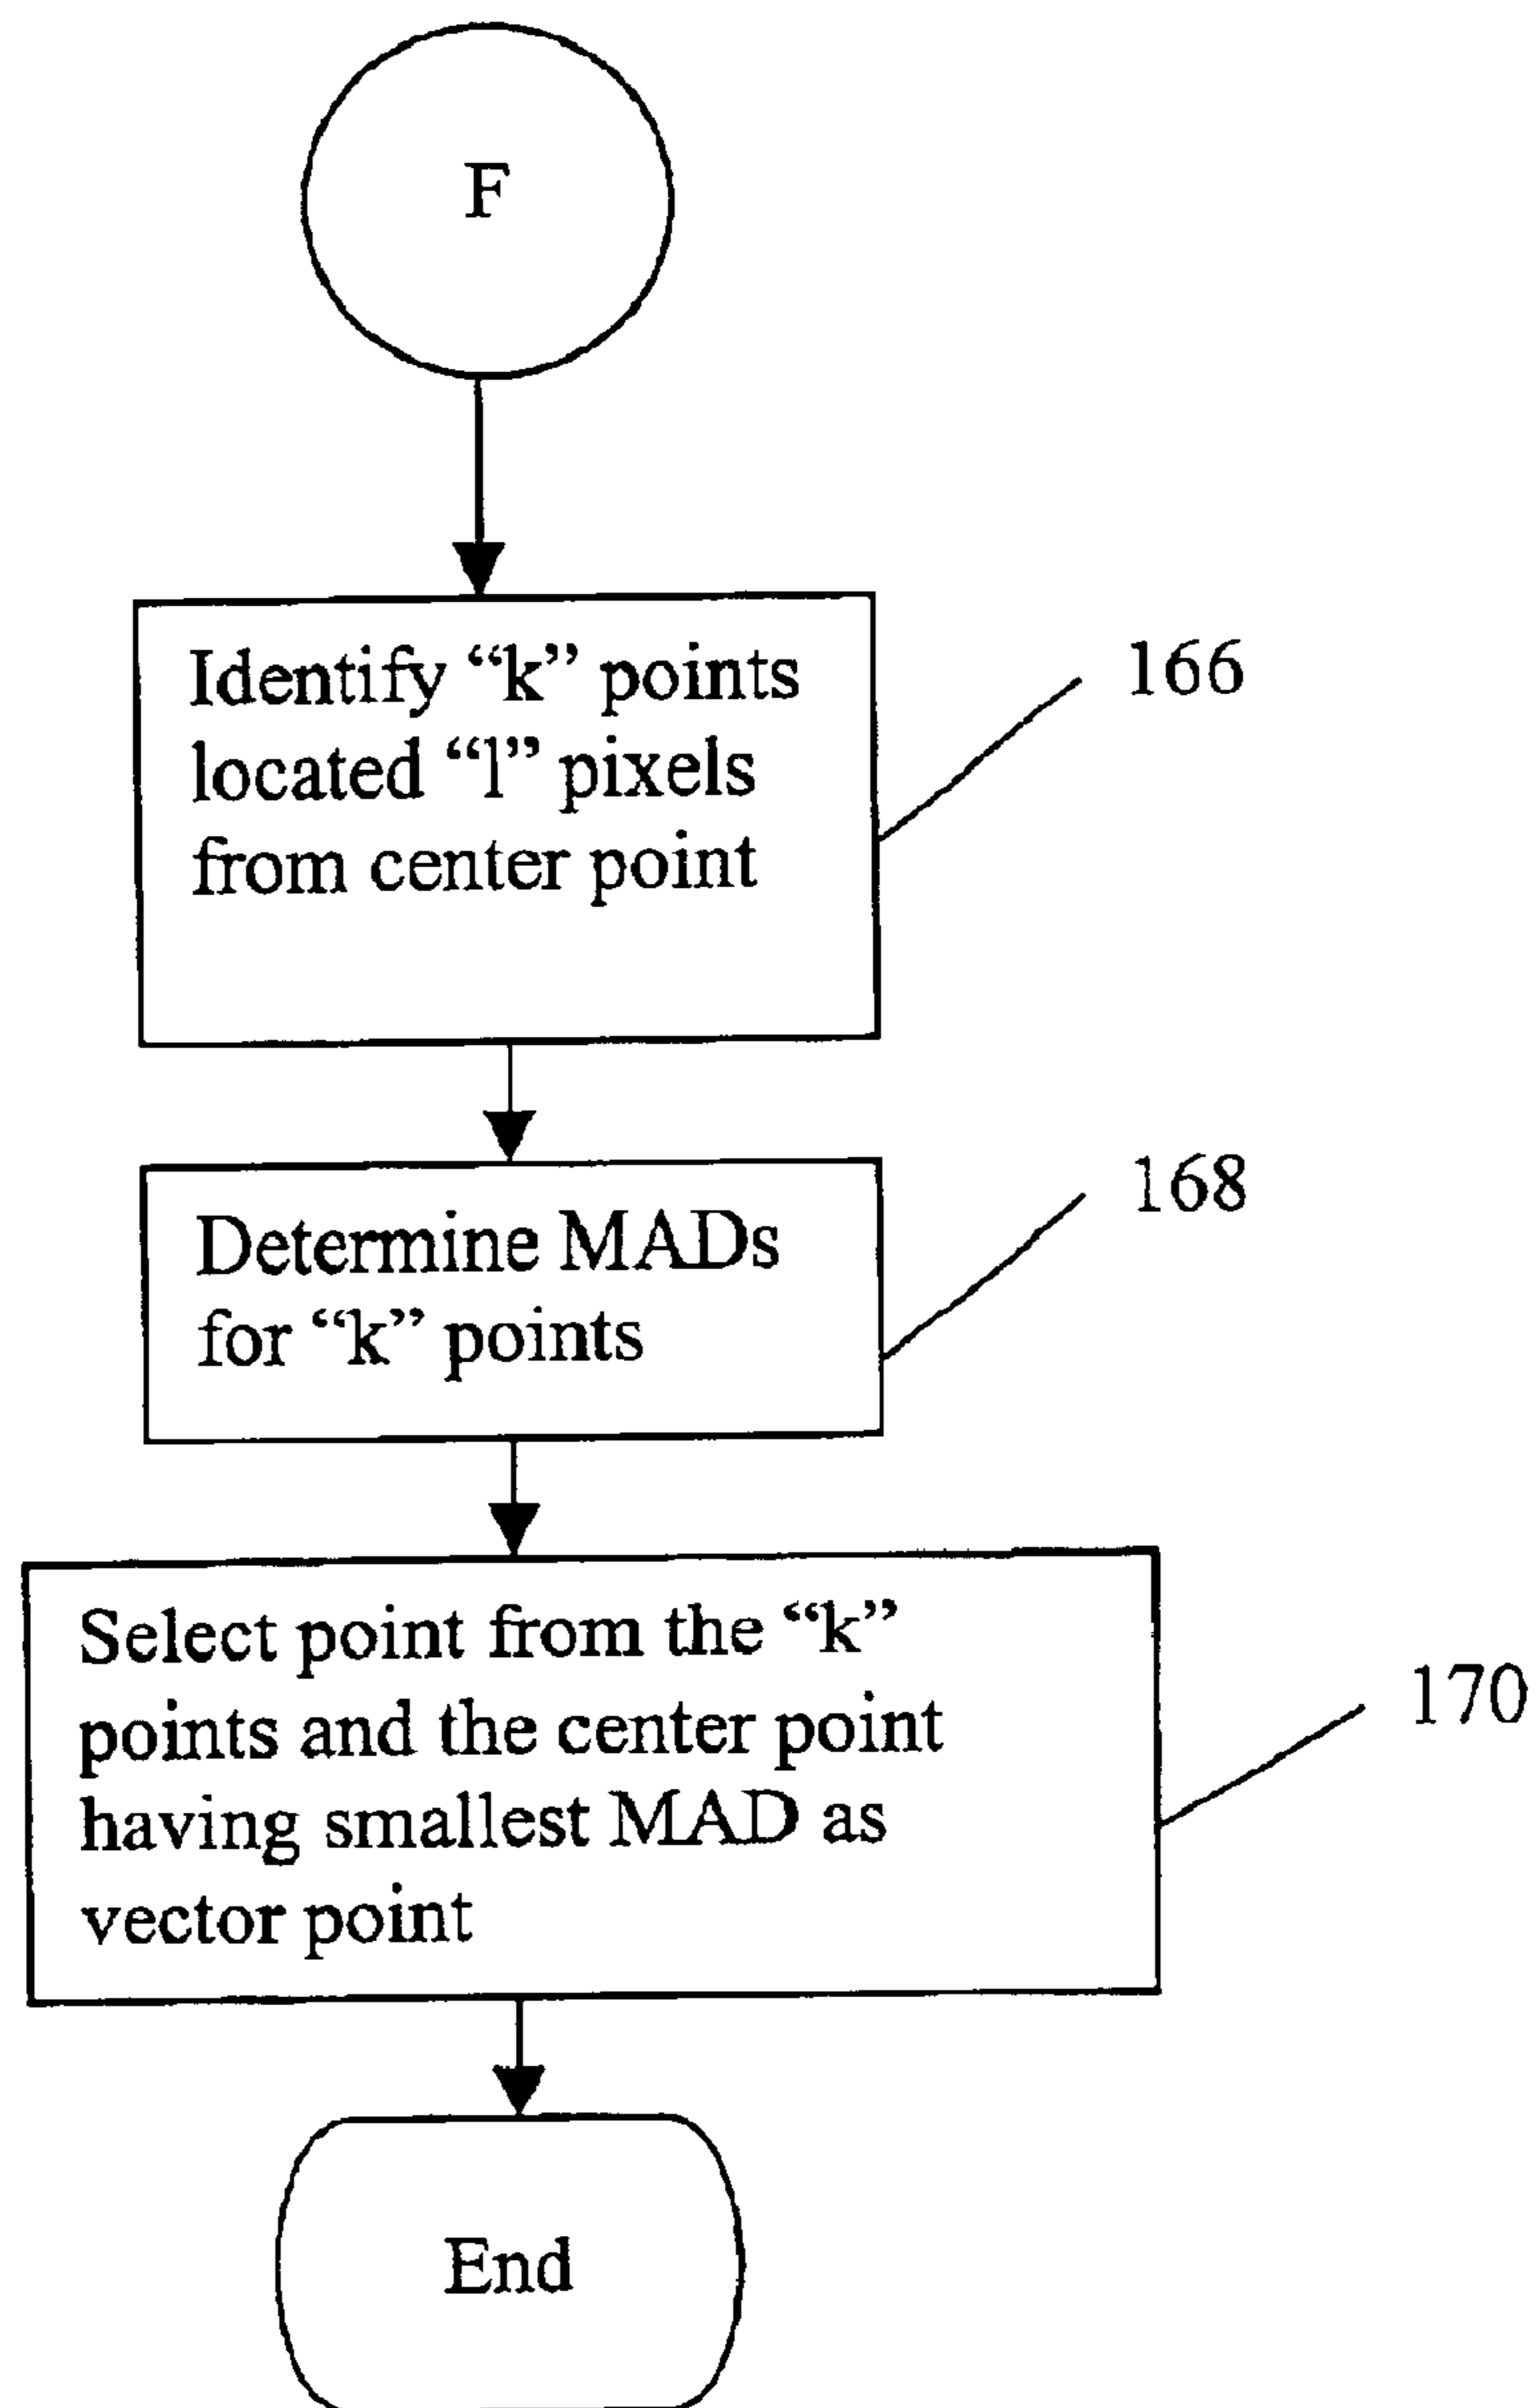 F
Identify “k” points
located “l” pixels
from center point
166
Determine MADs
for “k” points
168
Select point from the “k”
points and the center point
having smallest MAD as
vector point
170
End